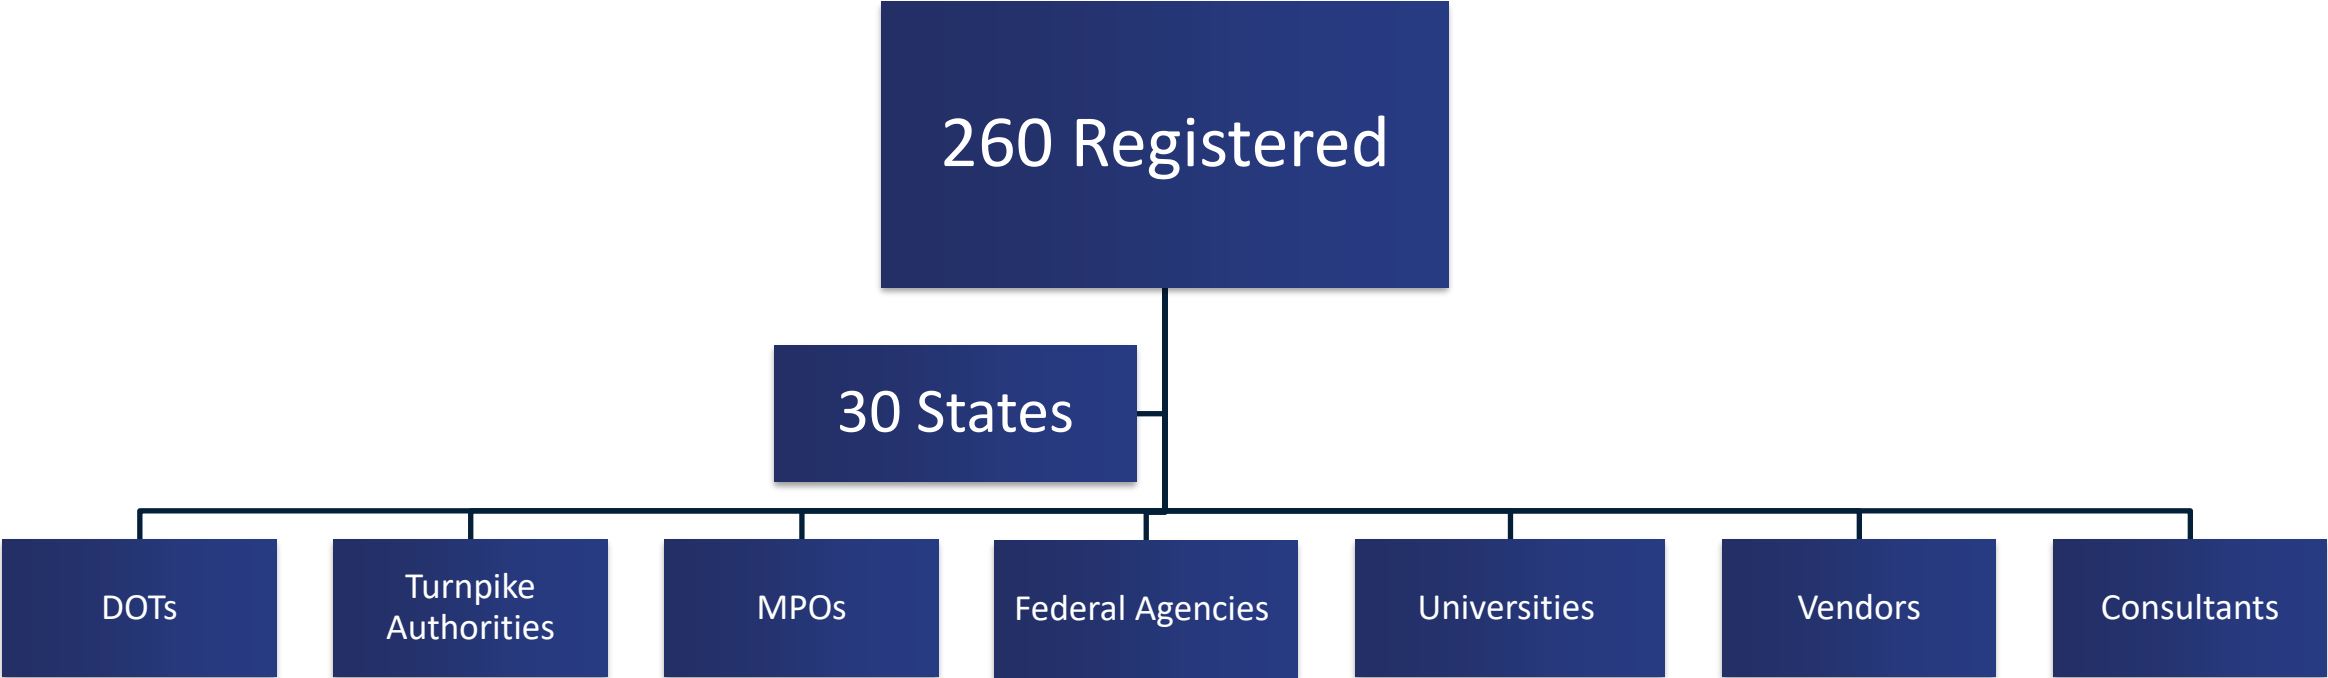 260 Registered
30 States
DOTs
Turnpike
Authorities
MPOs
Federal Agencies
Universities
Vendors
Consultants